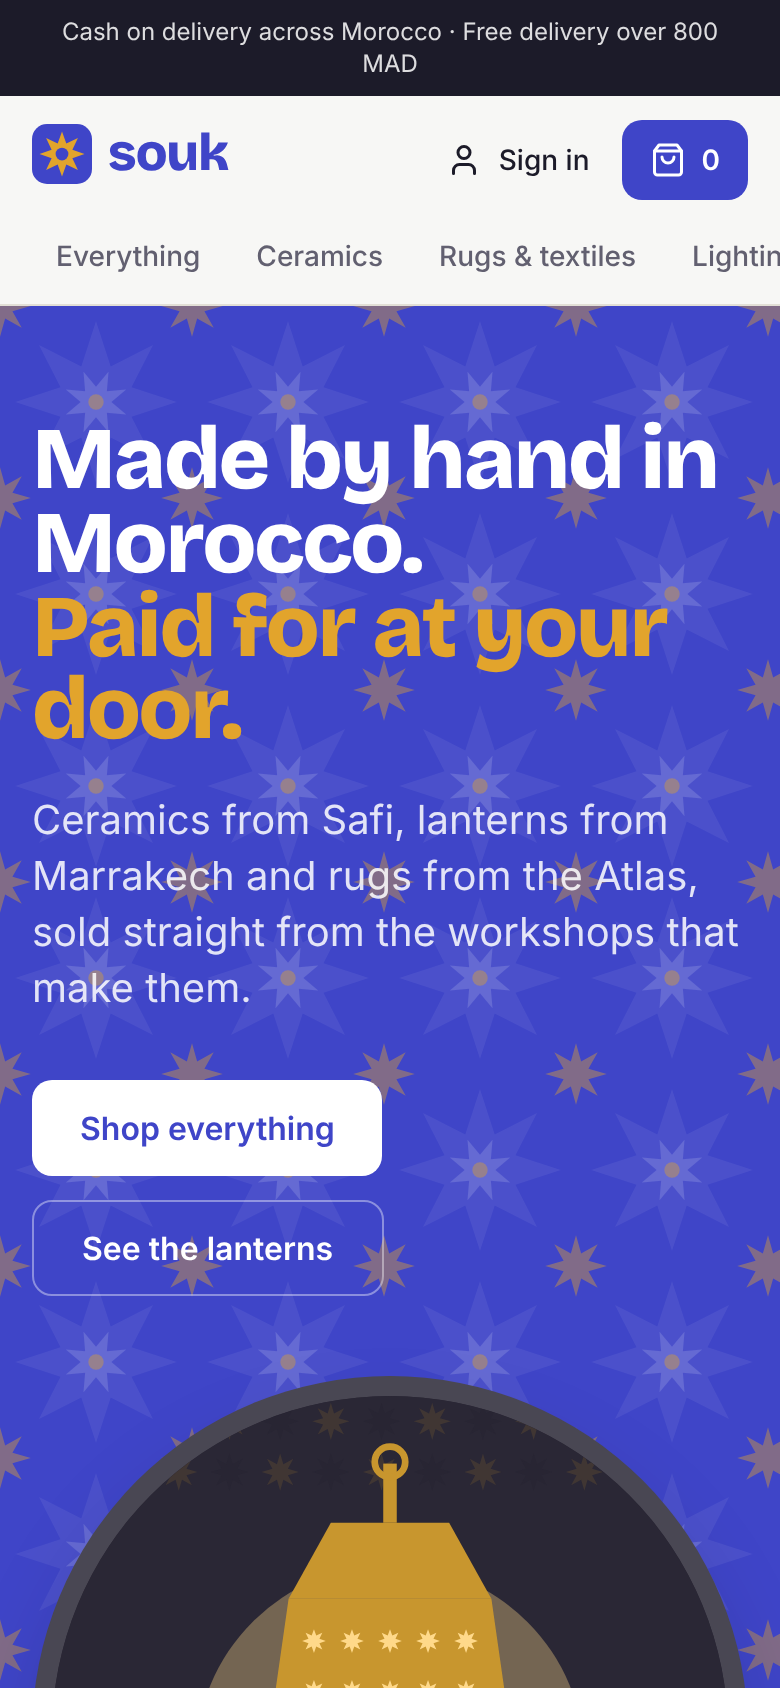 Cash on delivery across Morocco · Free delivery over 800
MAD
souk
Sign in
0
Everything
Ceramics
Rugs & textiles
Lightin
Made by hand in
Morocco.
Paid for at your
door.
Ceramics from Safi, lanterns from
Marrakech and rugs from the Atlas,
sold straight from the workshops that
make them.
Shop everything
See the lanterns